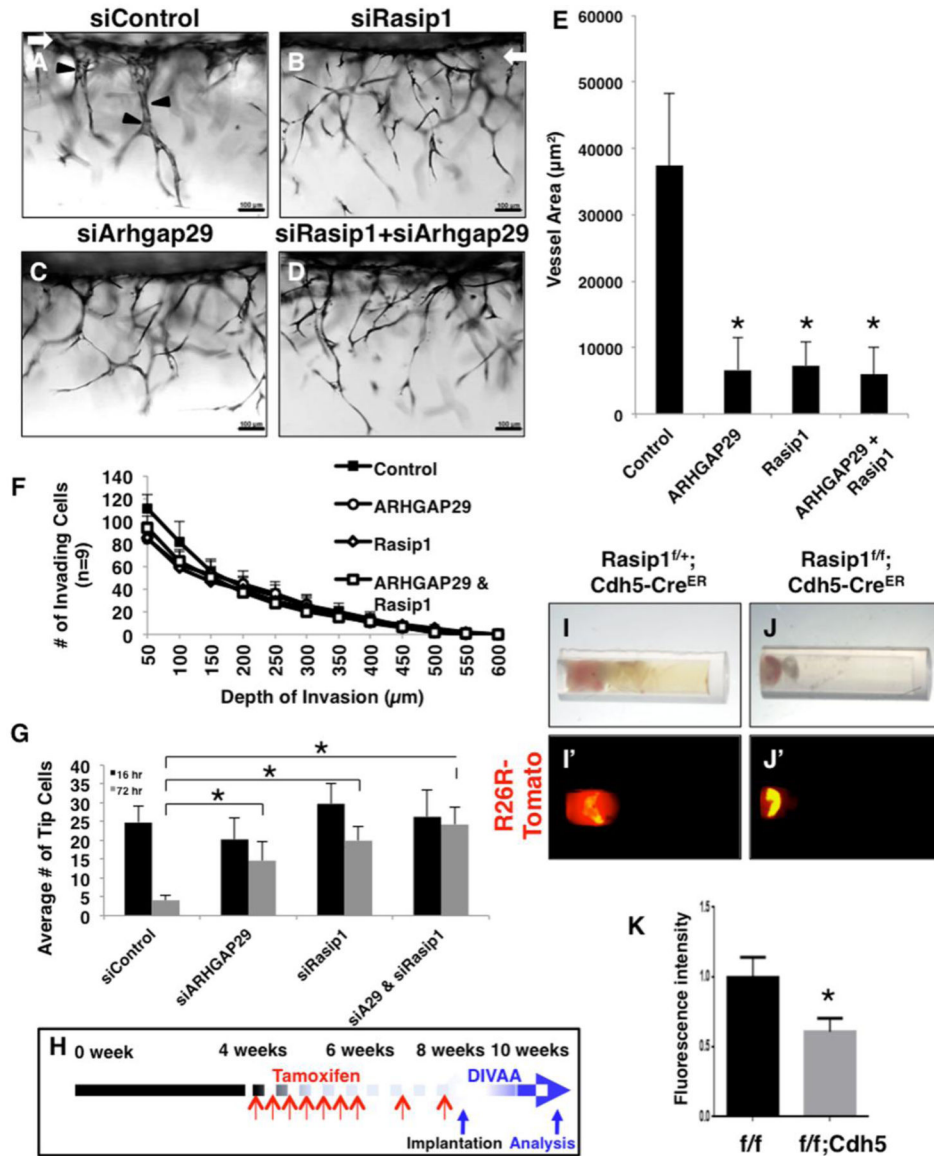 siControl
siRasip1
A
B
100 µm
100 µm
siArhgap29
siRasip1+siArhgap29
C
D
100 µm
100 µm
E
Vessel Area (µm²)
60000
50000
40000
30000
20000
10000
0
*
*
*
Control
ARHGAP29
Rasip1
ARHGAP29 +
Rasip1
F
# of Invading Cells
(n=9)
140
120
100
80
60
40
20
0
50
100
150
200
250
300
350
400
450
500
550
600
Depth of Invasion (µm)
Control
ARHGAP29
Rasip1
ARHGAP29 &
Rasip1
G
Average # of Tip Cells
40
35
30
25
20
15
10
5
0
16 hr
72 hr
*
*
*
siControl
siARHGAP29
siRasip1
siA29 & siRasip1
H
0 week
4 weeks
6 weeks
8 weeks
10 weeks
Tamoxifen
DIVAA
Implantation
Analysis
Rasip1f/+;
Cdh5-CreER
Rasip1f/f;
Cdh5-CreER
I
J
I'
J'
R26R-
Tomato
K
Fluorescence intensity
1.5
1.0
0.5
0.0
*
f/f
f/f;Cdh5